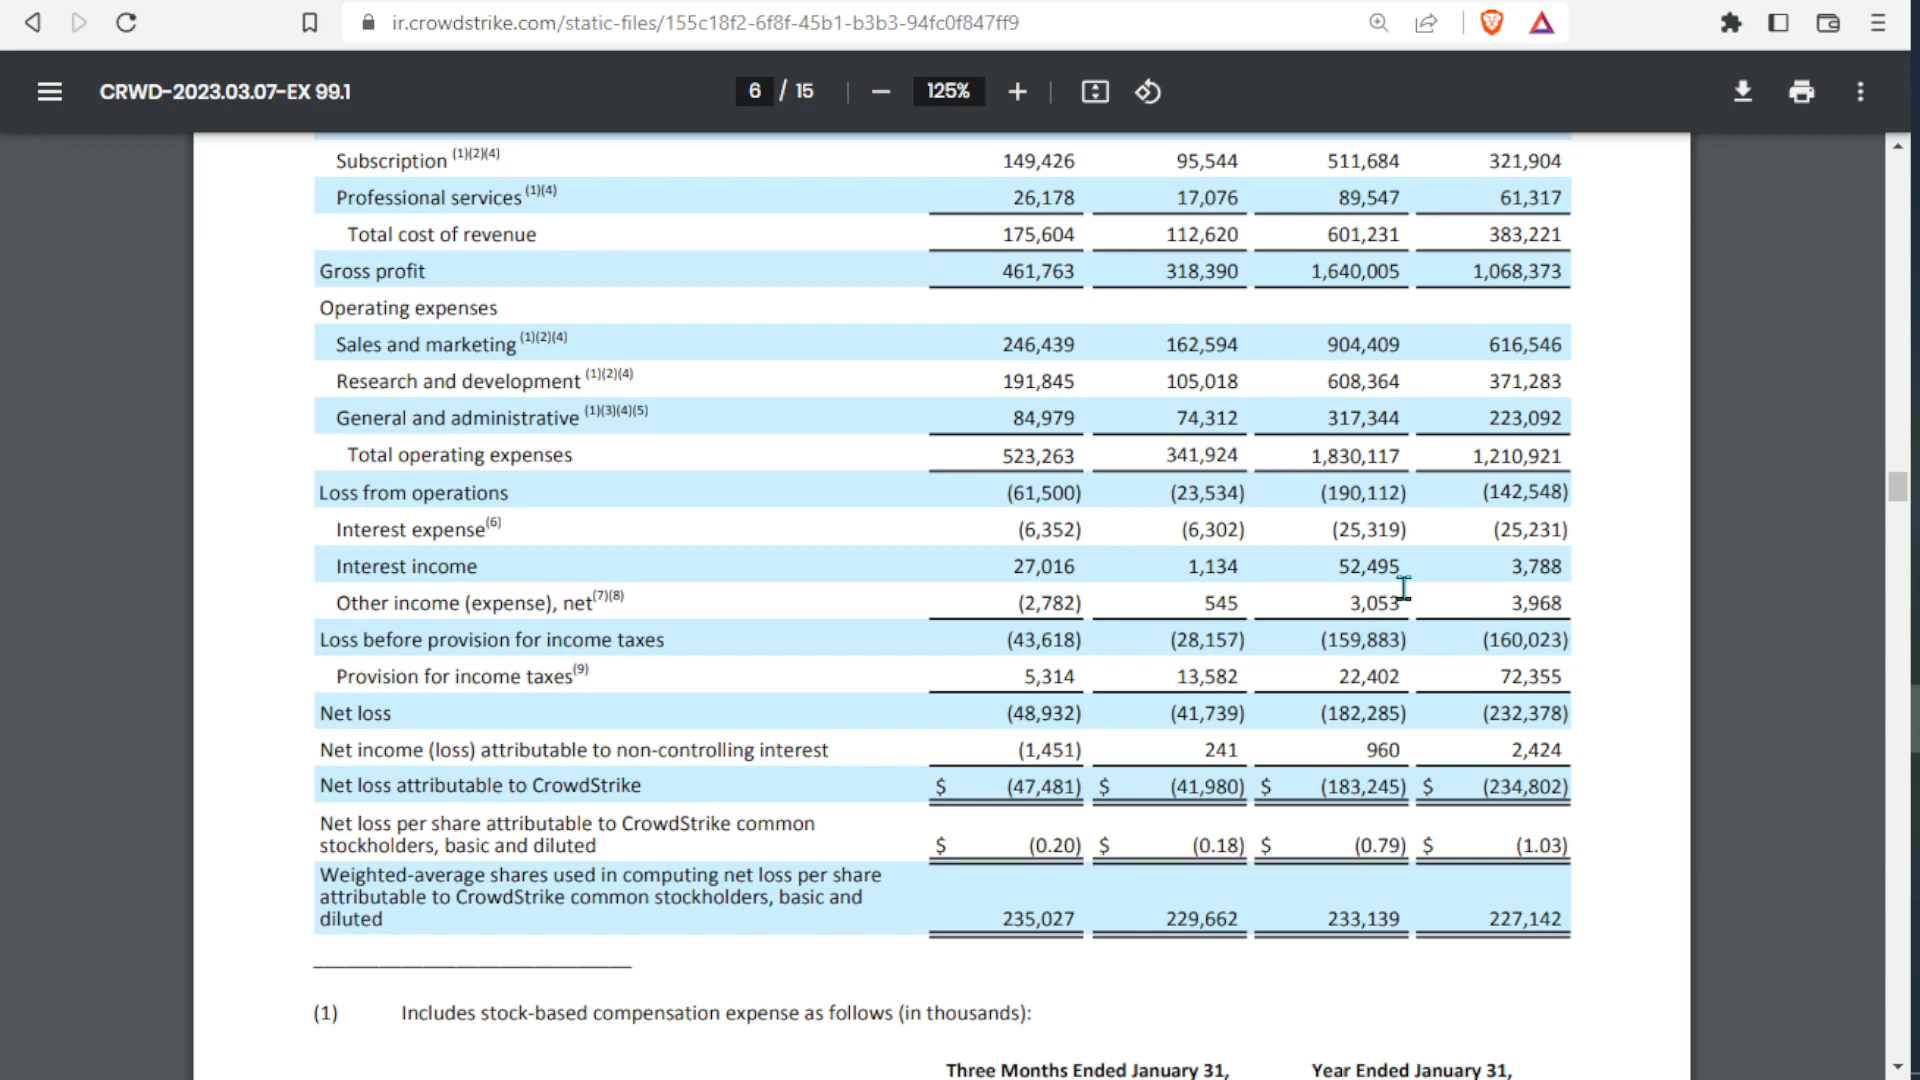 ir.crowdstrike.com/static-files/155c18f2-6f8f-45b1-b3b3-94fc0f847ff9
CRWD-2023.03.07-EX 99.1 6 / 15 125%
Subscription (1)(2)(4) 149,426 95,544 511,684 321,904
Professional services (1)(4) 26,178 17,076 89,547 61,317
Total cost of revenue 175,604 112,620 601,231 383,221
Gross profit 461,763 318,390 1,640,005 1,068,373
Operating expenses
Sales and marketing (1)(2)(4) 246,439 162,594 904,409 616,546
Research and development (1)(2)(4) 191,845 105,018 608,364 371,283
General and administrative (1)(3)(4)(5) 84,979 74,312 317,344 223,092
Total operating expenses 523,263 341,924 1,830,117 1,210,921
Loss from operations (61,500) (23,534) (190,112) (142,548)
Interest expense(6) (6,352) (6,302) (25,319) (25,231)
Interest income 27,016 1,134 52,495 3,788
Other income (expense), net(7)(8) (2,782) 545 3,053 3,968
Loss before provision for income taxes (43,618) (28,157) (159,883) (160,023)
Provision for income taxes(9) 5,314 13,582 22,402 72,355
Net loss (48,932) (41,739) (182,285) (232,378)
Net income (loss) attributable to non-controlling interest (1,451) 241 960 2,424
Net loss attributable to CrowdStrike $ (47,481) $ (41,980) $ (183,245) $ (234,802)
Net loss per share attributable to CrowdStrike common
stockholders, basic and diluted $ (0.20) $ (0.18) $ (0.79) $ (1.03)
Weighted-average shares used in computing net loss per share
attributable to CrowdStrike common stockholders, basic and
diluted 235,027 229,662 233,139 227,142
(1) Includes stock-based compensation expense as follows (in thousands):
Three Months Ended January 31, Year Ended January 31,